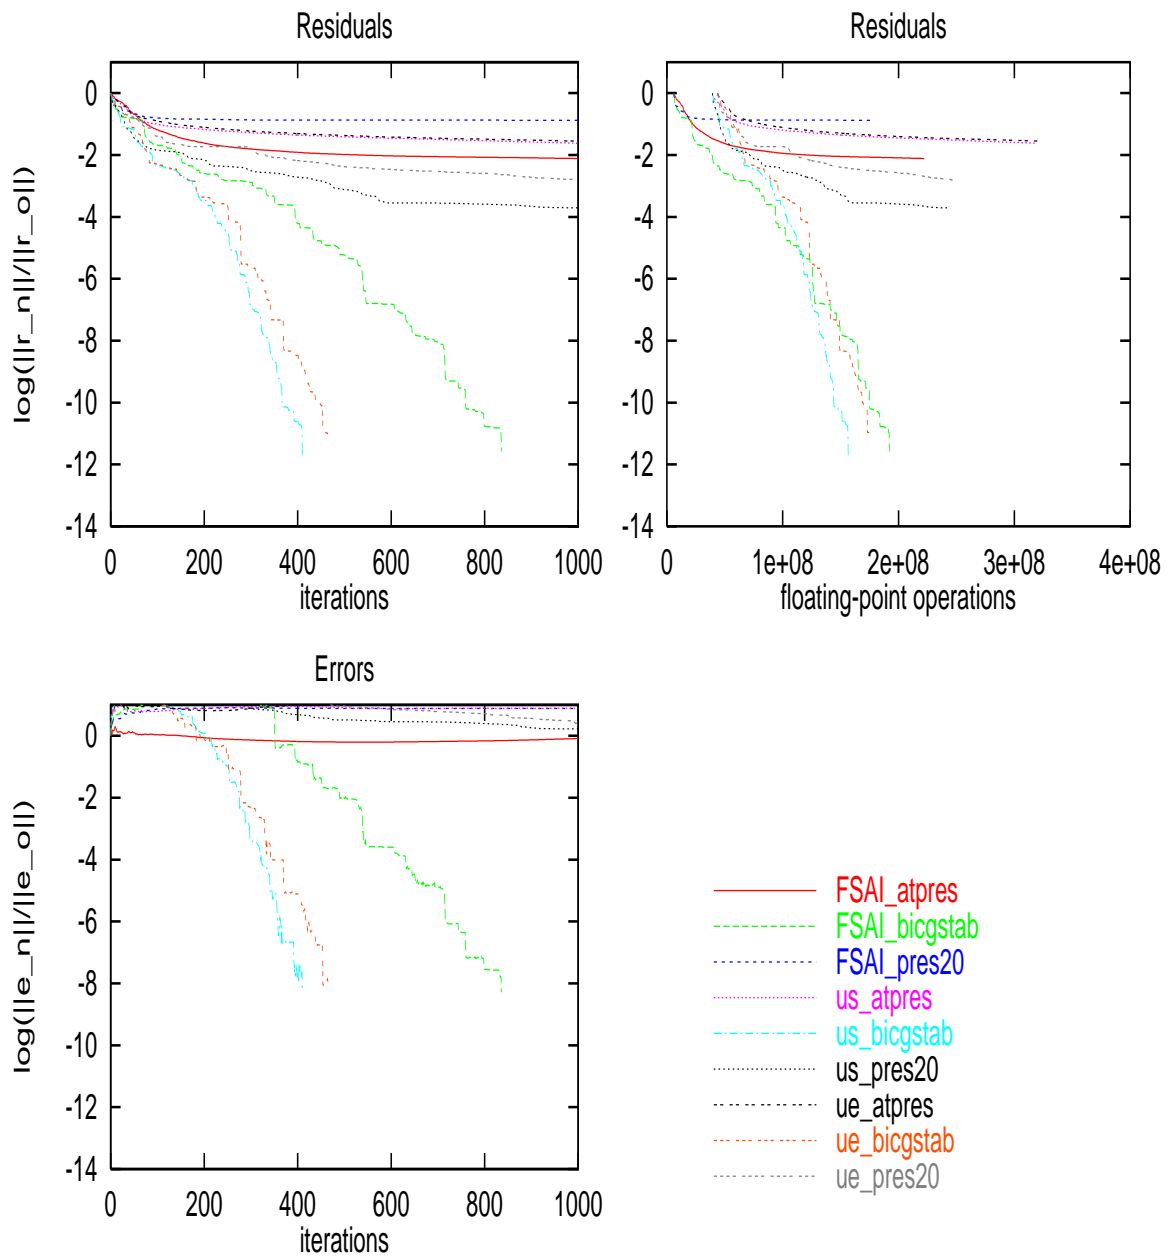 Residuals
0
-2
-4
-6
-8
-10
-12
-14
0 200 400 600 800 1000
iterations
log(||r_n||/||r_o||)
Residuals
0
-2
-4
-6
-8
-10
-12
-14
0 1e+08 2e+08 3e+08 4e+08
floating-point operations
Errors
0
-2
-4
-6
-8
-10
-12
-14
0 200 400 600 800 1000
iterations
log(||e_n||/||e_o||)
FSAI_atpres
FSAI_bicgstab
FSAI_pres20
us_atpres
us_bicgstab
us_pres20
ue_atpres
ue_bicgstab
ue_pres20